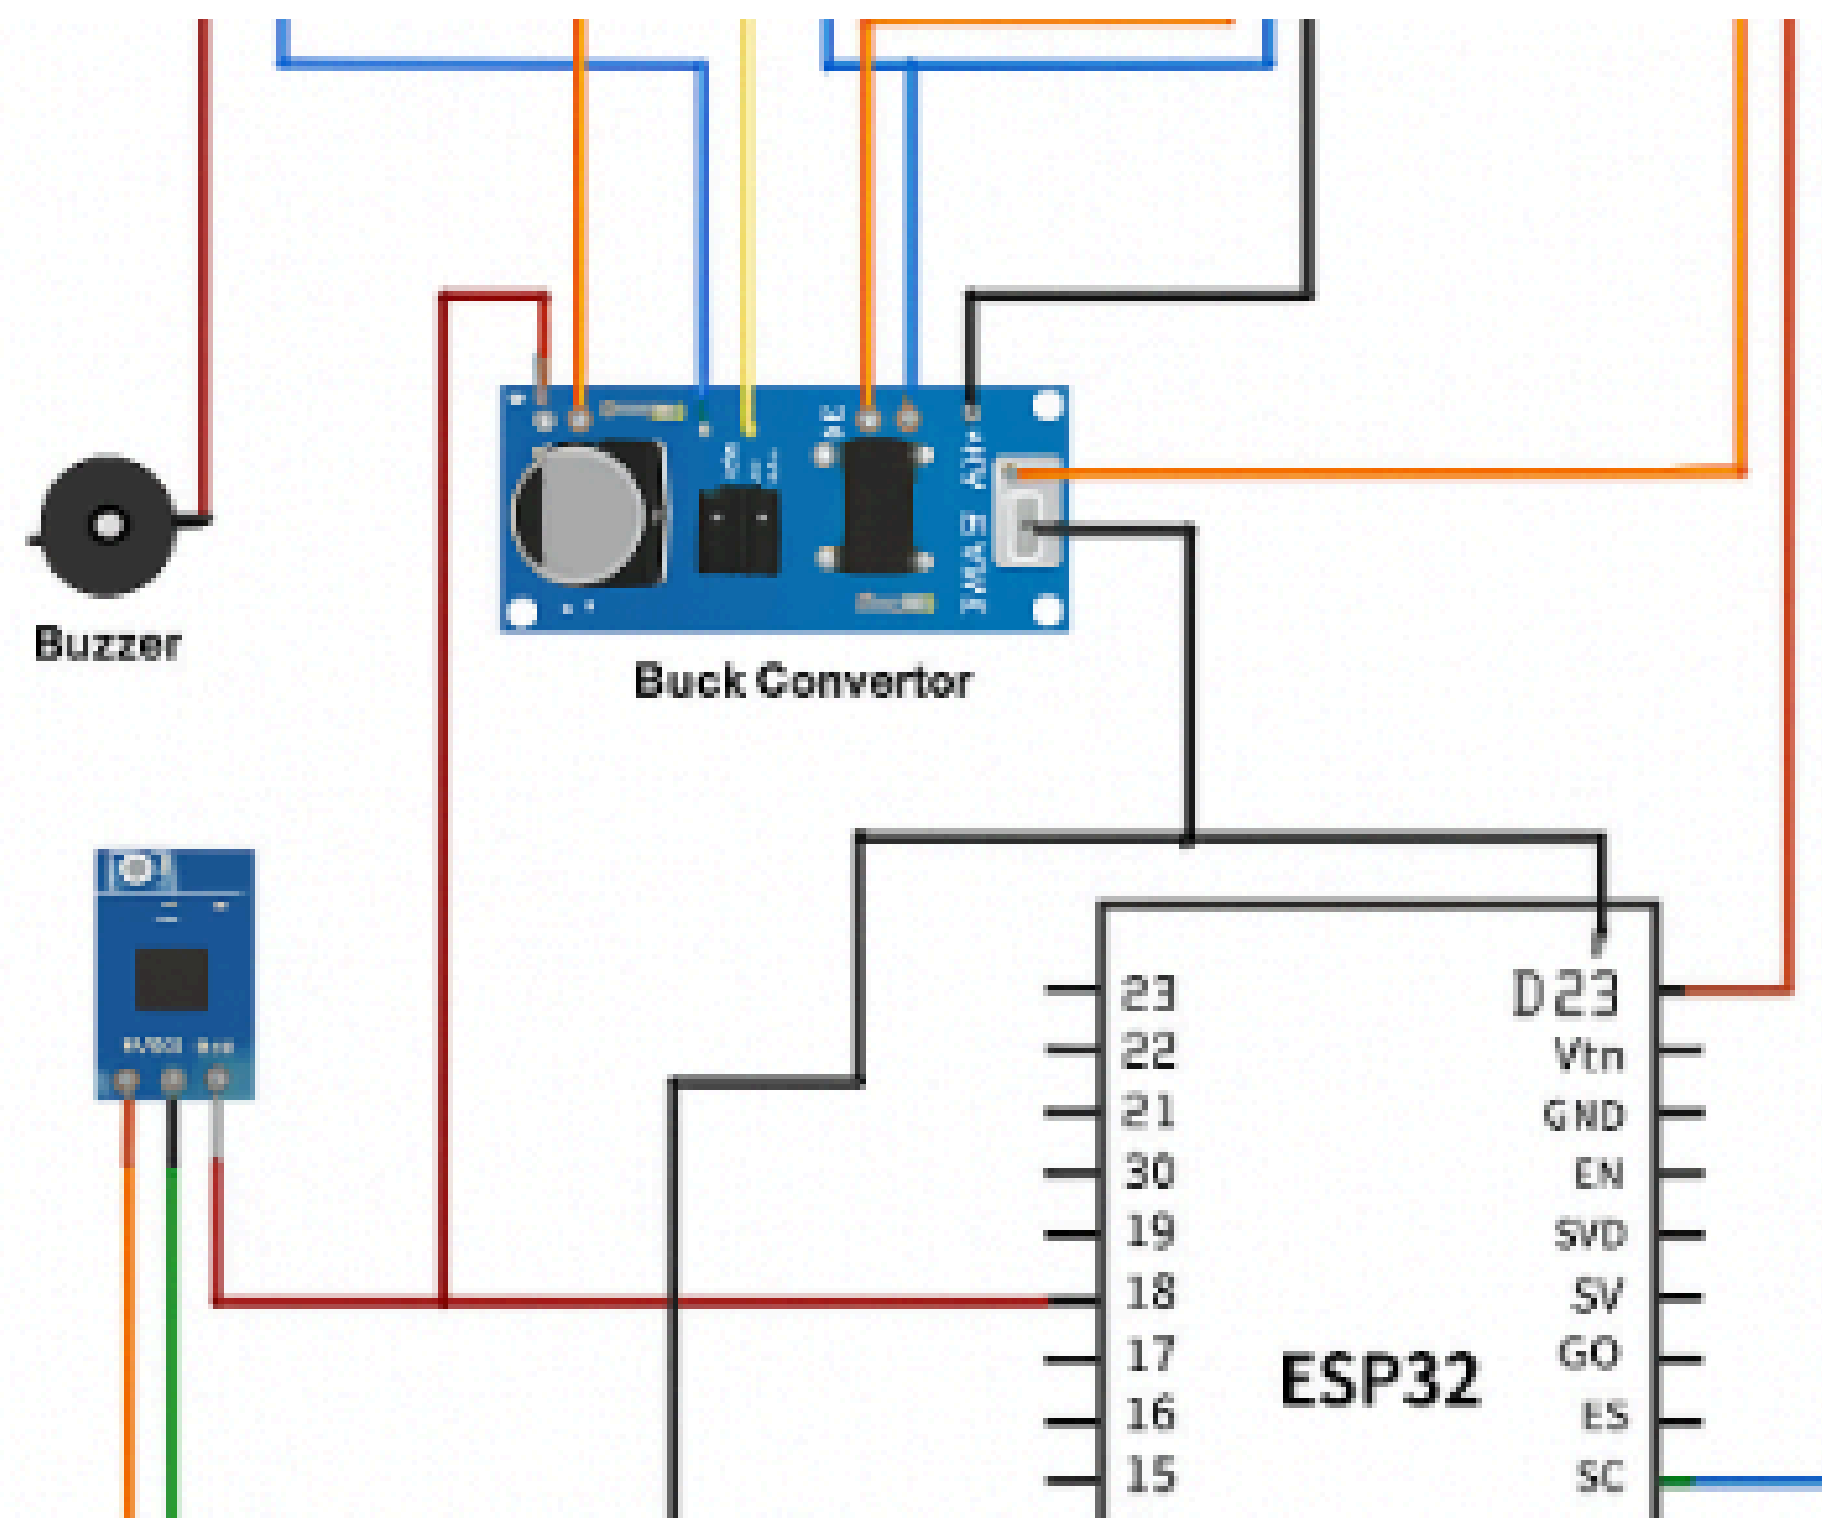 Buzzer
Buck Convertor
23
22
21
30
19
18
17
16
15
D23
Vtn
GND
EN
SVD
SV
GO
ES
SC
ESP32